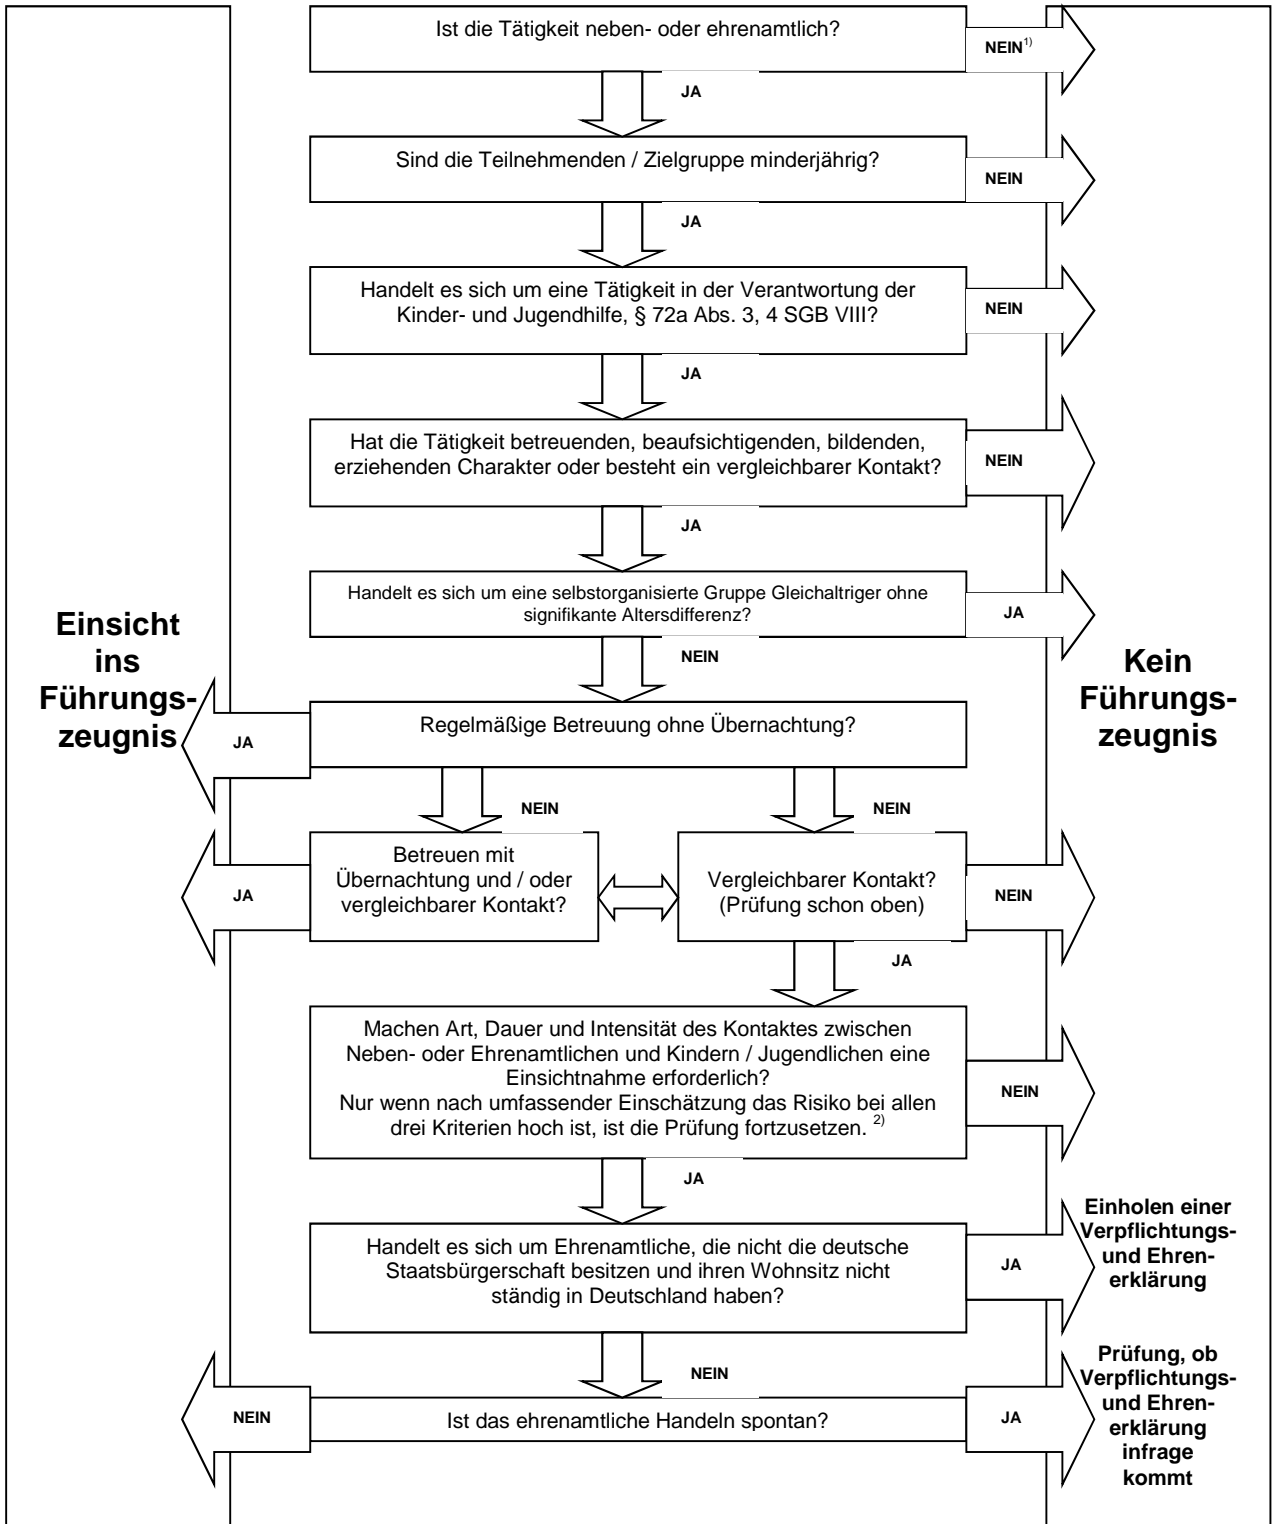 Ist die Tätigkeit neben- oder ehrenamtlich?
NEIN1)
JA
Sind die Teilnehmenden / Zielgruppe minderjährig?
NEIN
JA
Handelt es sich um eine Tätigkeit in der Verantwortung der
Kinder- und Jugendhilfe, § 72a Abs. 3, 4 SGB VIII?
NEIN
JA
Hat die Tätigkeit betreuenden, beaufsichtigenden, bildenden,
erziehenden Charakter oder besteht ein vergleichbarer Kontakt?
NEIN
JA
Handelt es sich um eine selbstorganisierte Gruppe Gleichaltriger ohne
signifikante Altersdifferenz?
JA
NEIN
Einsicht
ins
Führungs-
zeugnis
Kein
Führungs-
zeugnis
Regelmäßige Betreuung ohne Übernachtung?
JA
NEIN
NEIN
Betreuen mit
Übernachtung und / oder
vergleichbarer Kontakt?
JA
Vergleichbarer Kontakt?
(Prüfung schon oben)
NEIN
JA
Machen Art, Dauer und Intensität des Kontaktes zwischen
Neben- oder Ehrenamtlichen und Kindern / Jugendlichen eine
Einsichtnahme erforderlich?
Nur wenn nach umfassender Einschätzung das Risiko bei allen
drei Kriterien hoch ist, ist die Prüfung fortzusetzen. 2)
NEIN
JA
Handelt es sich um Ehrenamtliche, die nicht die deutsche
Staatsbürgerschaft besitzen und ihren Wohnsitz nicht
ständig in Deutschland haben?
JA
Einholen einer
Verpflichtungs-
und Ehren-
erklärung
NEIN
Ist das ehrenamtliche Handeln spontan?
NEIN
JA
Prüfung, ob
Verpflichtungs-
und Ehren-
erklärung
infrage
kommt